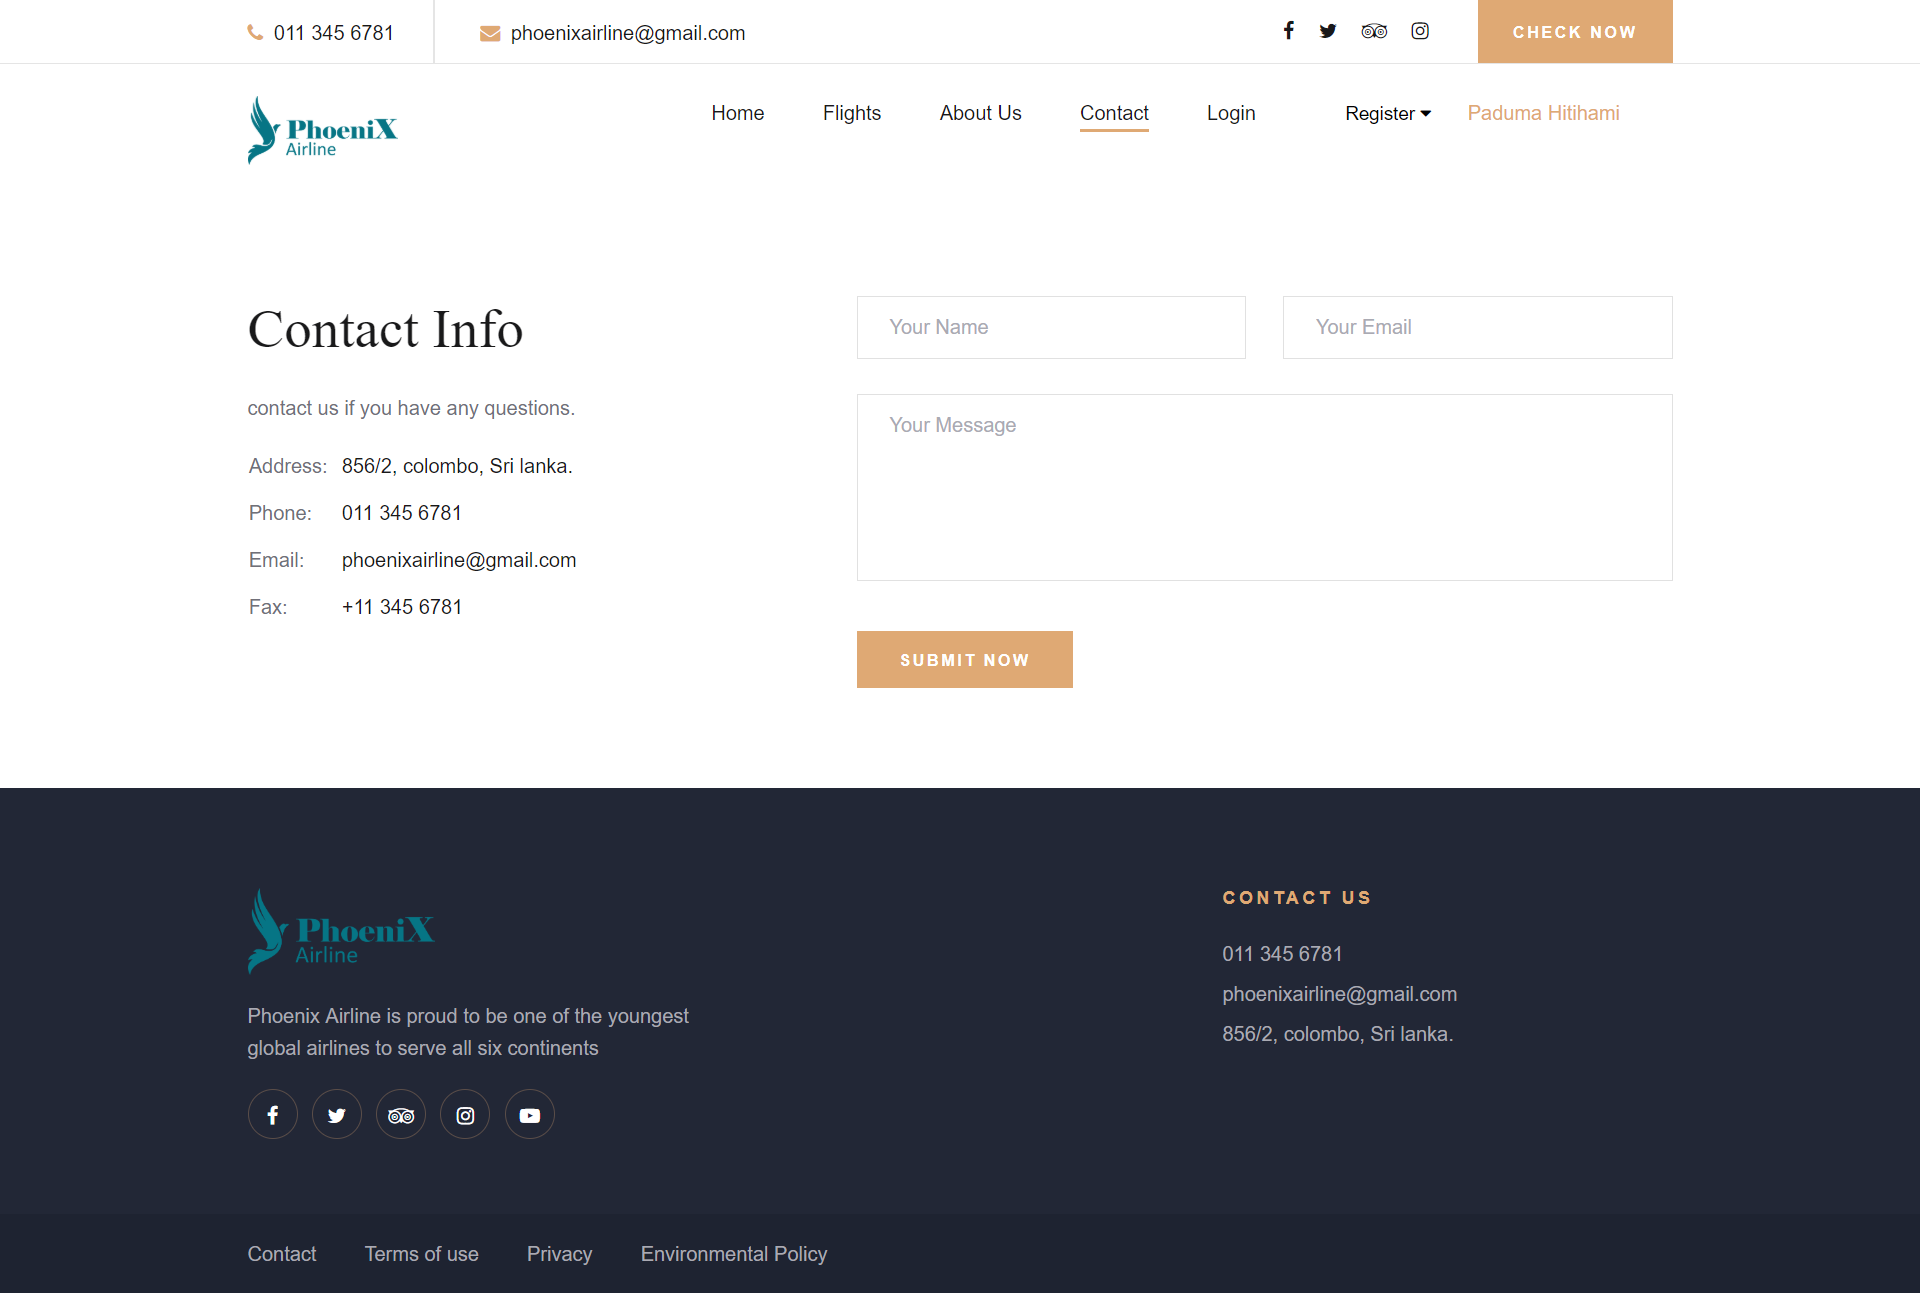 011 345 6781
phoenixairline@gmail.com
CHECK NOW
PhoeniX
Airline
Home
Flights
About Us
Contact
Login
Register
Paduma Hitihami
Contact Info
contact us if you have any questions.
Address: 856/2, colombo, Sri lanka.
Phone: 011 345 6781
Email: phoenixairline@gmail.com
Fax: +11 345 6781
Your Name
Your Email
Your Message
SUBMIT NOW
PhoeniX
Airline
Phoenix Airline is proud to be one of the youngest
global airlines to serve all six continents
CONTACT US
011 345 6781
phoenixairline@gmail.com
856/2, colombo, Sri lanka.
Contact
Terms of use
Privacy
Environmental Policy